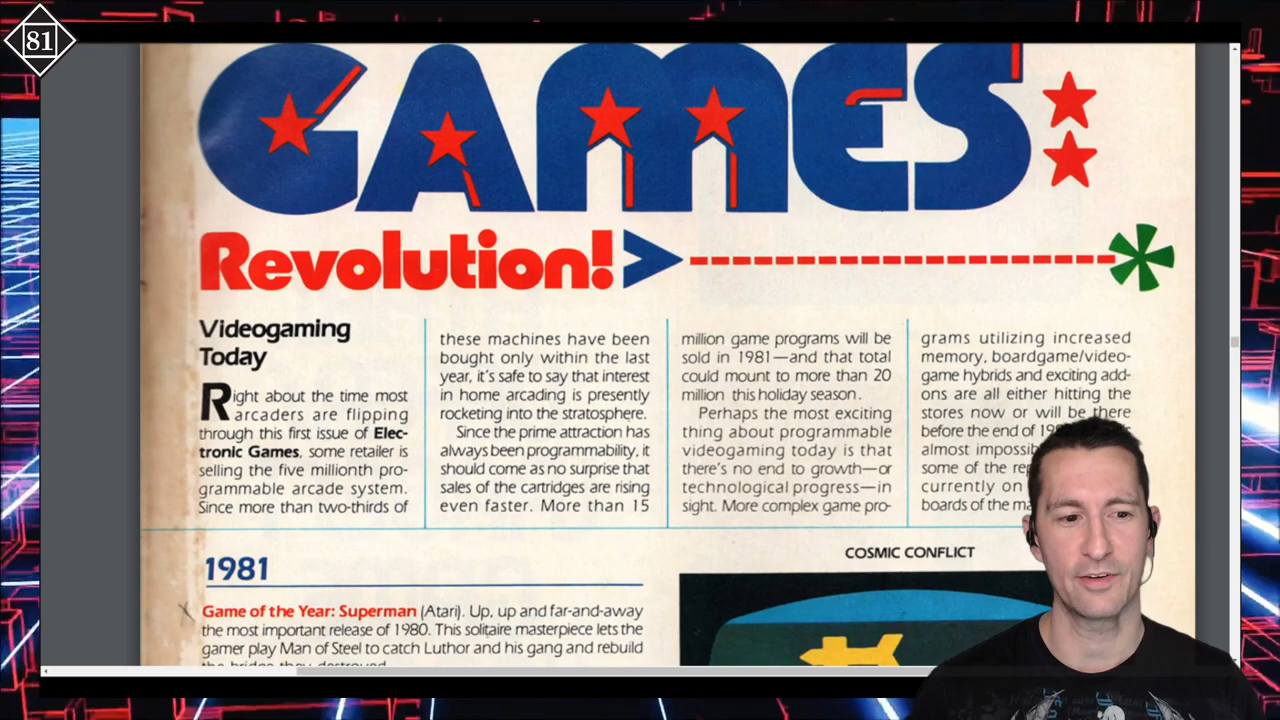 81
GAMES:
Revolution!
Videogaming
Today
Right about the time most
arcaders are flipping
through this first issue of Elec-
tronic Games, some retailer is
selling the five millionth pro-
grammable arcade system.
Since more than two-thirds of
these machines have been
bought only within the last
year, it's safe to say that interest
in home arcading is presently
rocketing into the stratosphere.
Since the prime attraction has
always been programmability, it
should come as no surprise that
sales of the cartridges are rising
even faster. More than 15
million game programs will be
sold in 1981—and that total
could mount to more than 20
million this holiday season.
Perhaps the most exciting
thing about programmable
videogaming today is that
there's no end to growth—or
technological progress—in
sight. More complex game pro-
grams utilizing increased
memory, boardgame/video-
game hybrids and exciting add-
ons are all either hitting the
stores now or will be there
before the end of
almost
some of the
currently on
boards of the
1981
Game of the Year: Superman (Atari). Up, up and far-and-away
the most important release of 1980. This solitaire masterpiece lets the
gamer play Man of Steel to catch Luthor and his gang and rebuild
the bridge they destroyed
COSMIC CONFLICT